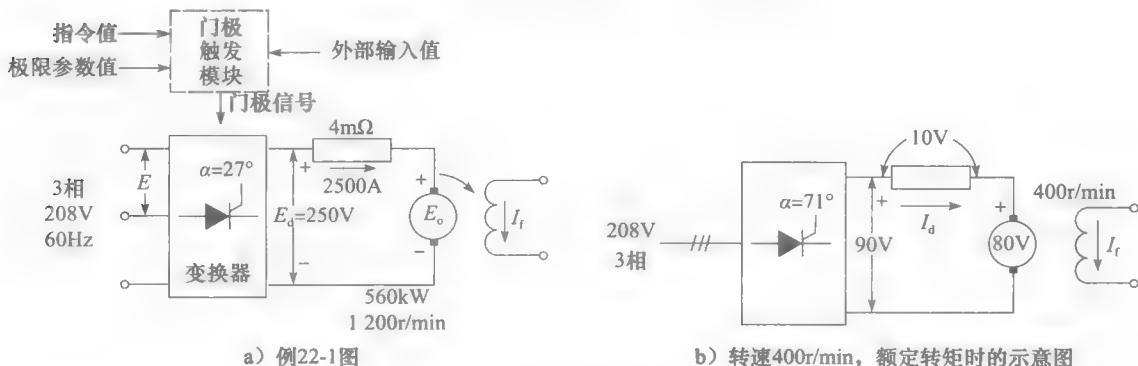 指令值
极限参数值
门极
触发
模块
外部输入值
门极信号
3相
208V
60Hz
E
α=27°
变换器
E_d=250V
+
−
4mΩ
2500A
+
E_o
−
I_f
560kW
1 200r/min
a）例22-1图
208V
3相
α=71°
90V
+
10V
I_d
+
80V
400r/min
I_f
b）转速400r/min，额定转矩时的示意图